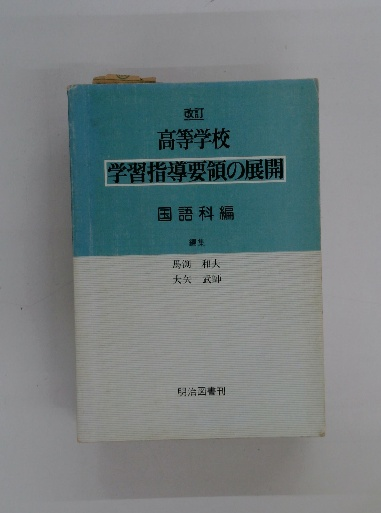 改訂
高等学校
学習指導要領の展開
国語科編
編集
馬淵 和夫
大矢 武師
明治図書刊